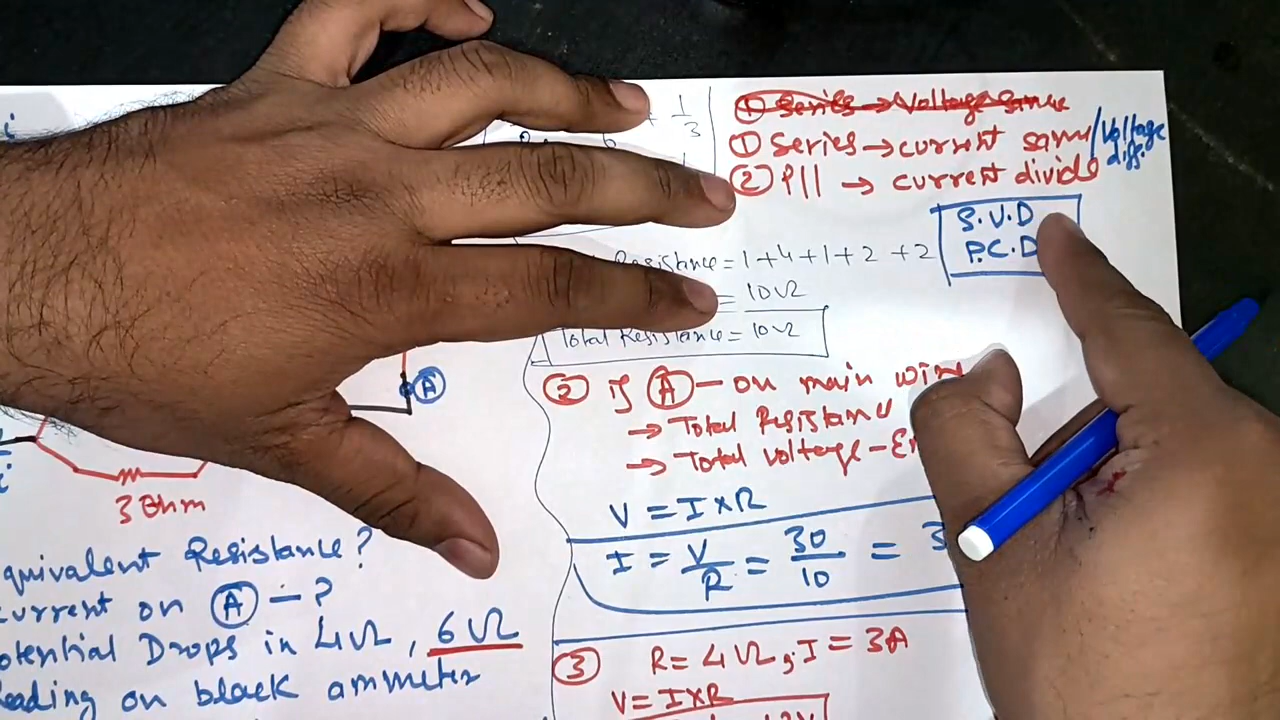 i
1/3
① Series → Voltage same
① Series → current same / Voltage diff.
② P|| → current divide
S.V.D
P.C.D
Resistance = 1+4+1+2+2
= 10Ω
Total Resistance = 10Ω
② If Ⓐ - on main wire
→ Total Resistance
→ Total voltage -
V = I×R
I = V/R = 30/10 = 3
③ R = 4Ω, I = 3A
V = I×R
A
i
3 Ohm
quivalent Resistance?
urrent on Ⓐ - ?
otential Drops in 4Ω, 6Ω
eading on black ammeter